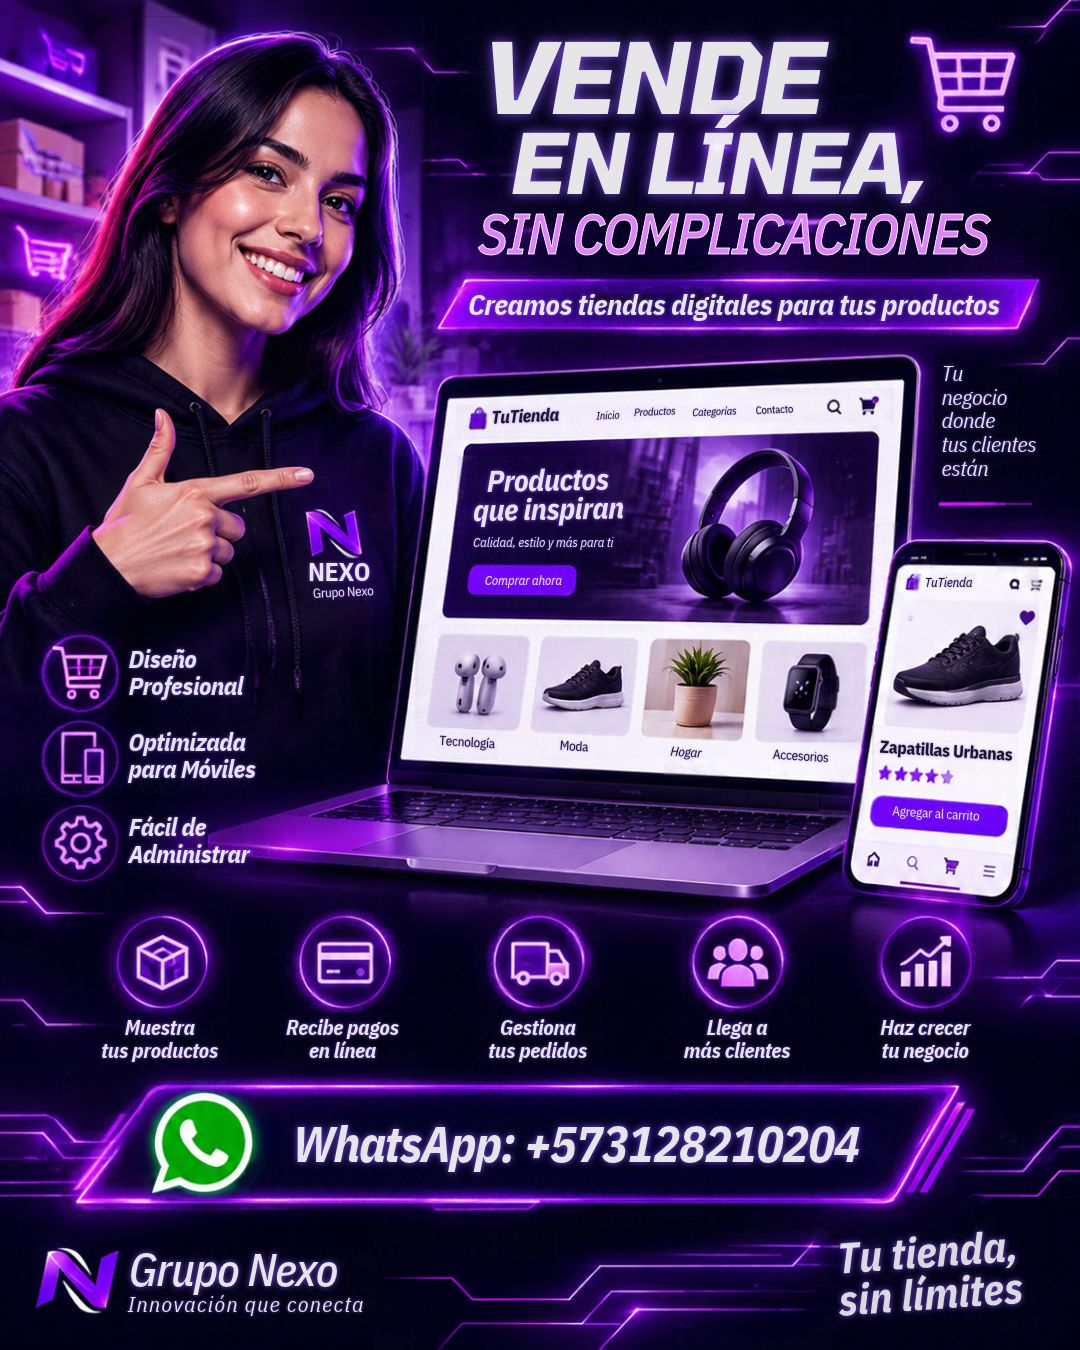 VENDE
EN LÍNEA,
SIN COMPLICACIONES
Creamos tiendas digitales para tus productos
Tu
negocio
donde
tus clientes
están
TuTienda
Inicio Productos Categorías Contacto
Productos
que inspiran
Calidad, estilo y más para ti
Comprar ahora
Tecnología
Moda
Hogar
Accesorios
TuTienda
Zapatillas Urbanas
Agregar al carrito
NEXO
Grupo Nexo
Diseño
Profesional
Optimizada
para Móviles
Fácil de
Administrar
Muestra
tus productos
Recibe pagos
en línea
Gestiona
tus pedidos
Llega a
más clientes
Haz crecer
tu negocio
WhatsApp: +573128210204
Grupo Nexo
Innovación que conecta
Tu tienda,
sin límites